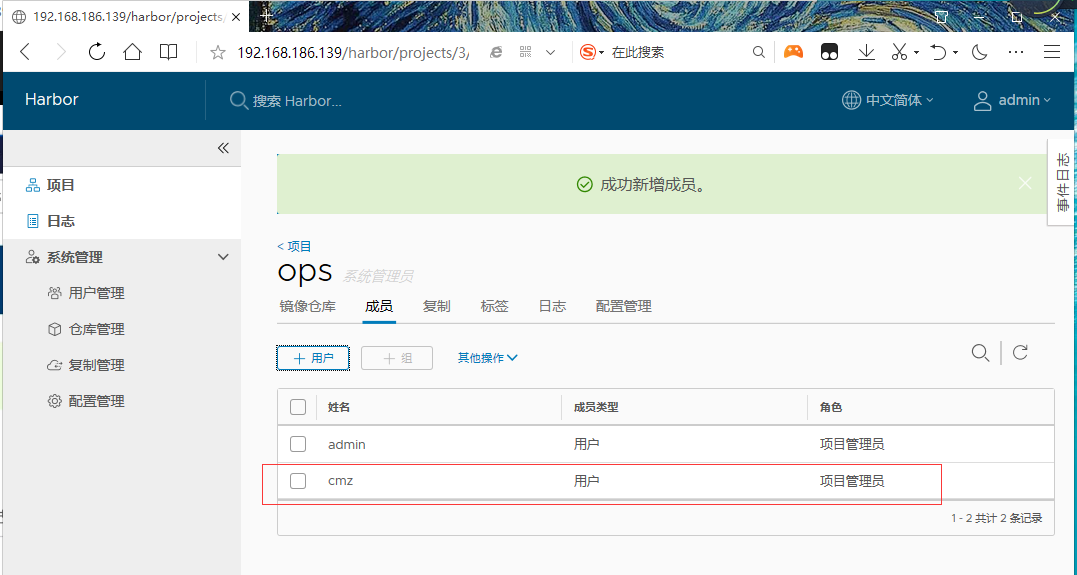 192.168.186.139/harbor/projects/
192.168.186.139/harbor/projects/3/
在此搜索
Harbor
搜索 Harbor...
中文简体
admin
项目
日志
系统管理
用户管理
仓库管理
复制管理
配置管理
成功新增成员。
事件日志
< 项目
ops 系统管理员
镜像仓库 成员 复制 标签 日志 配置管理
+ 用户 + 组 其他操作
姓名 成员类型 角色
admin 用户 项目管理员
cmz 用户 项目管理员
1 - 2 共计 2 条记录